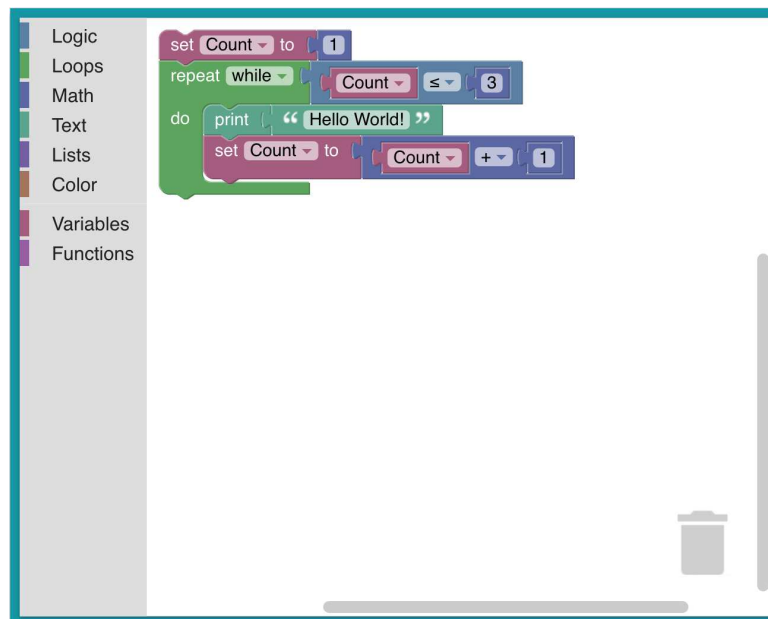 Logic
Loops
Math
Text
Lists
Color
Variables
Functions
set Count to 1
repeat while Count ≤ 3
do print “ Hello World! ”
set Count to Count + 1